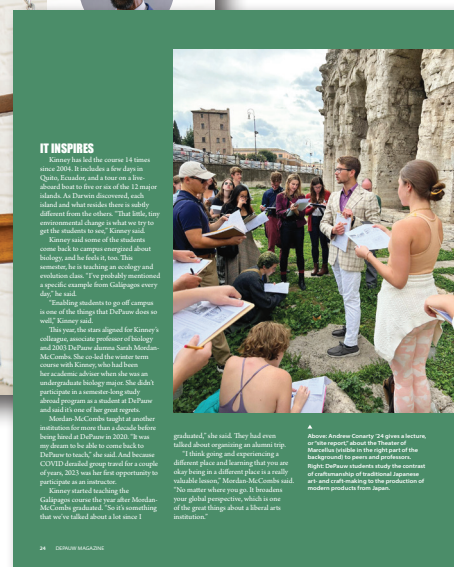 IT INSPIRES
Kinney has led the course 14 times
since 2004. It includes a few days in
Quito, Ecuador, and a tour on a live-
aboard boat to five or six of the 12 major
islands. As Darwin discovered, each
island and what resides there is subtly
different from the others. "That little, tiny
environmental change is what we try to
get the students to see," Kinney said.
Kinney said some of the students
come back to campus energized about
biology, and he feels it, too. This
semester, he is teaching an ecology and
evolution class. "I've probably mentioned
a specific example from Galápagos every
day," he said.
"Enabling students to go off campus
is one of the things that DePauw does so
well," Kinney said.
This year, the stars aligned for Kinney's
colleague, associate professor of biology
and 2003 DePauw alumna Sarah Mordan-
McCombs. She co-led the winter term
course with Kinney, who had been
her academic adviser when she was an
undergraduate biology major. She didn't
participate in a semester-long study
abroad program as a student at DePauw
and said it's one of her great regrets.
Mordan-McCombs taught at another
institution for more than a decade before
being hired at DePauw in 2020. "It was
my dream to be able to come back to
DePauw to teach," she said. And because
COVID derailed group travel for a couple
of years, 2023 was her first opportunity to
participate as an instructor.
Kinney started teaching the
Galápagos course the year after Mordan-
McCombs graduated. "So it's something
that we've talked about a lot since I
graduated," she said. They had even
talked about organizing an alumni trip.
"I think going and experiencing a
different place and learning that you are
okay being in a different place is a really
valuable lesson," Mordan-McCombs said.
"No matter where you go. It broadens
your global perspective, which is one
of the great things about a liberal arts
institution."
Above: Andrew Conarty '24 gives a lecture,
or "site report," about the Theater of
Marcellus (visible in the right part of the
background) to peers and professors.
Right: DePauw students study the contrast
of craftsmanship of traditional Japanese
art- and craft-making to the production of
modern products from Japan.
24 DEPAUW MAGAZINE